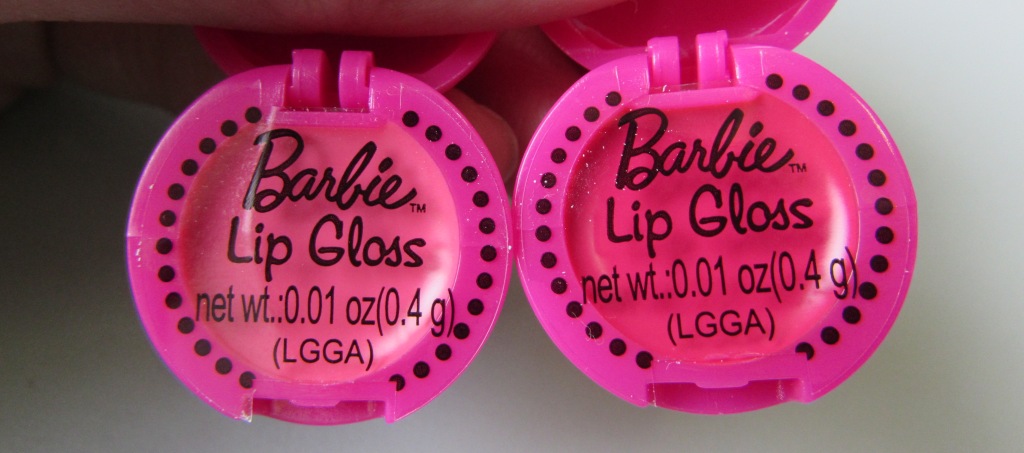 Barbie™
Lip Gloss
net wt.:0.01 oz(0.4 g)
(LGGA)
Barbie™
Lip Gloss
net wt.:0.01 oz(0.4 g)
(LGGA)